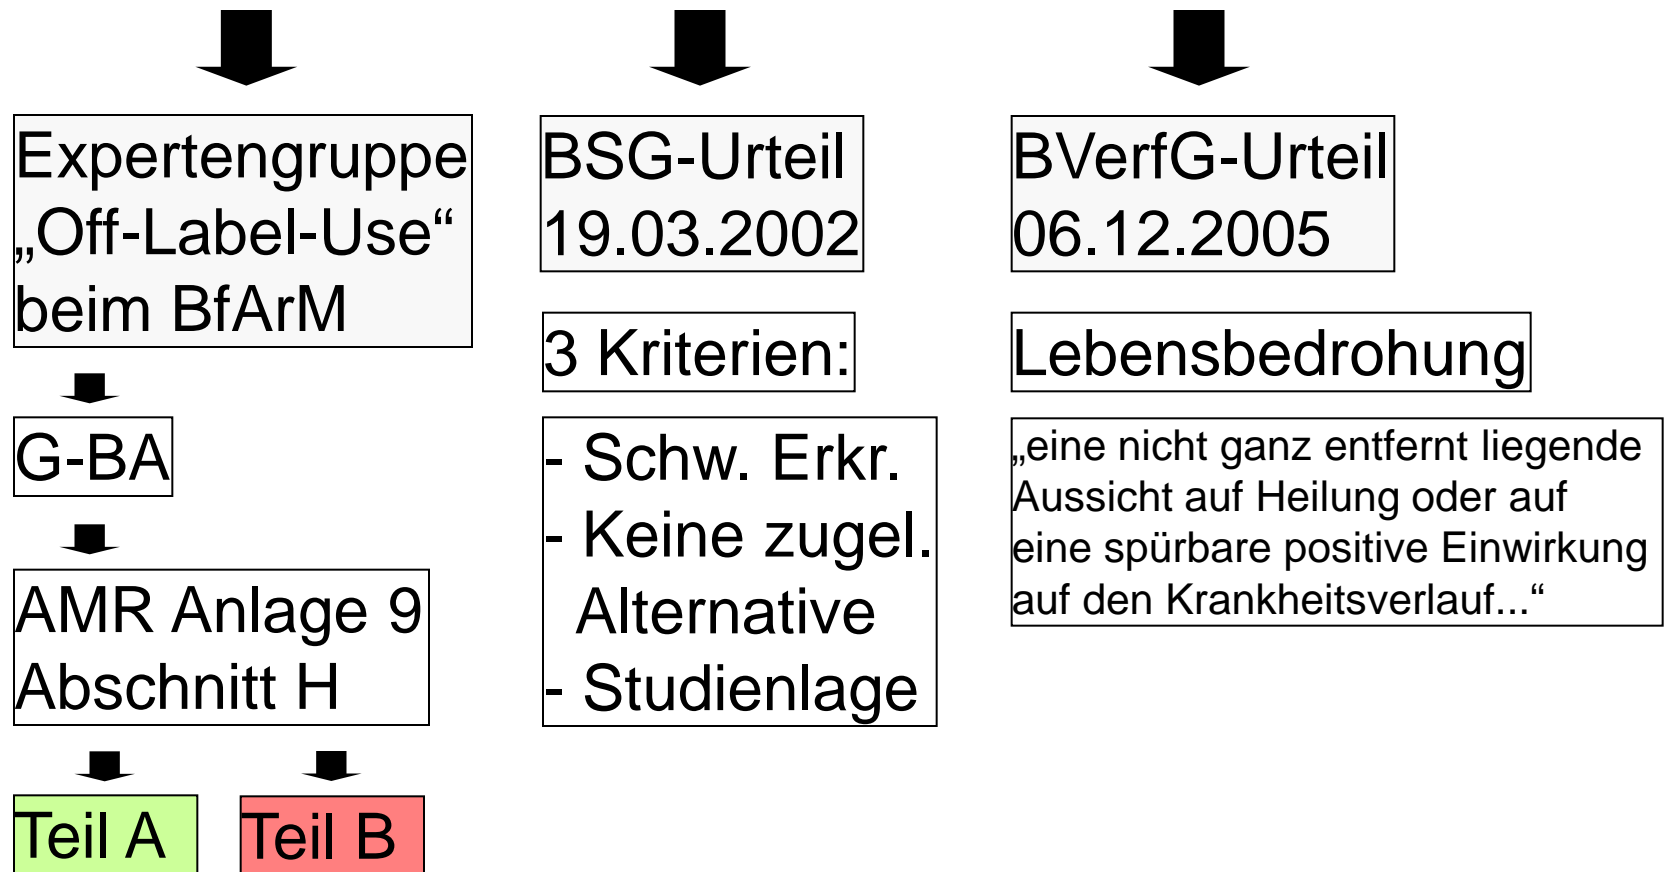 Expertengruppe
„Off-Label-Use“
beim BfArM
G-BA
AMR Anlage 9
Abschnitt H
Teil A
Teil B
BSG-Urteil
19.03.2002
3 Kriterien:
- Schw. Erkr.
- Keine zugel.
Alternative
- Studienlage
BVerfG-Urteil
06.12.2005
Lebensbedrohung
„eine nicht ganz entfernt liegende
Aussicht auf Heilung oder auf
eine spürbare positive Einwirkung
auf den Krankheitsverlauf...“